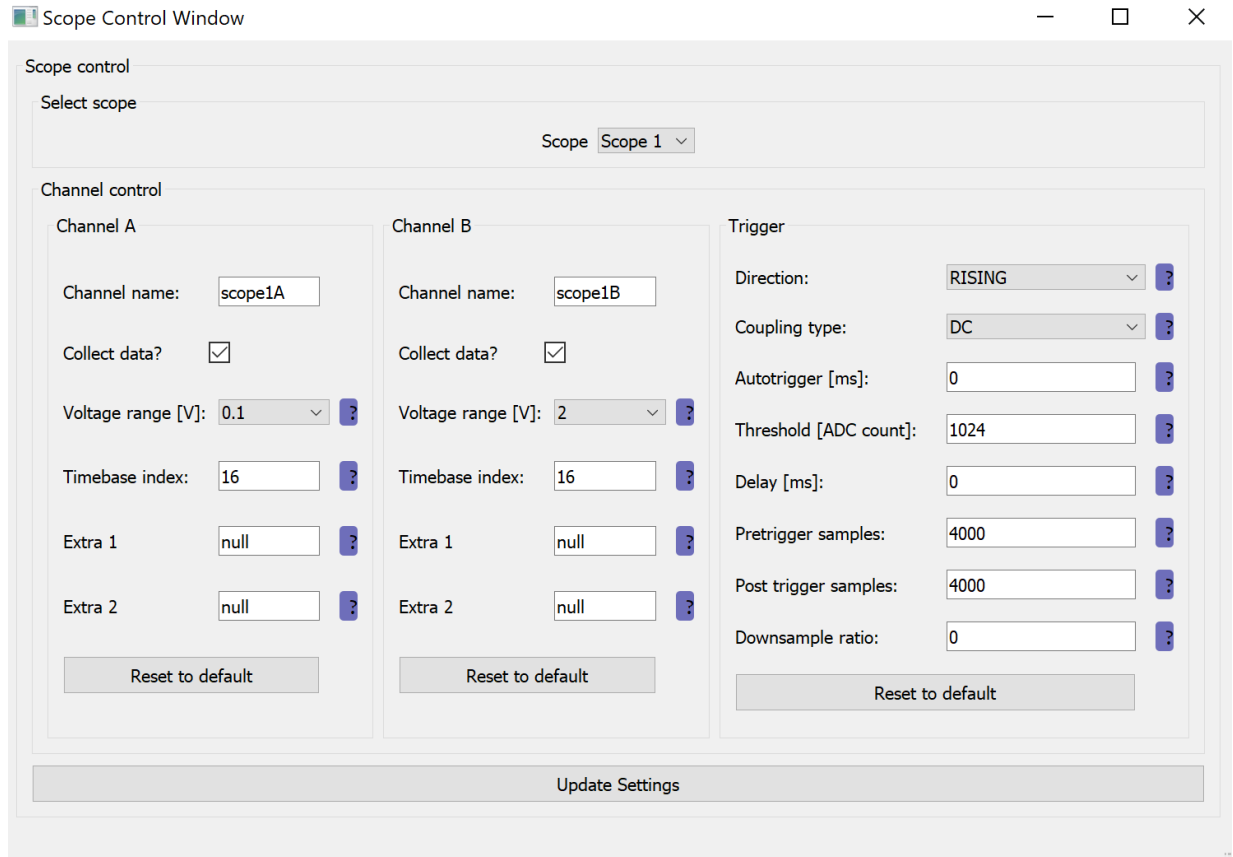 Scope Control Window
Scope control
Select scope
Scope Scope 1
Channel control
Channel A
Channel name: scope1A
Collect data?
Voltage range [V]: 0.1 ?
Timebase index: 16 ?
Extra 1 null ?
Extra 2 null ?
Reset to default
Channel B
Channel name: scope1B
Collect data?
Voltage range [V]: 2 ?
Timebase index: 16 ?
Extra 1 null ?
Extra 2 null ?
Reset to default
Trigger
Direction: RISING ?
Coupling type: DC ?
Autotrigger [ms]: 0 ?
Threshold [ADC count]: 1024 ?
Delay [ms]: 0 ?
Pretrigger samples: 4000 ?
Post trigger samples: 4000 ?
Downsample ratio: 0 ?
Reset to default
Update Settings